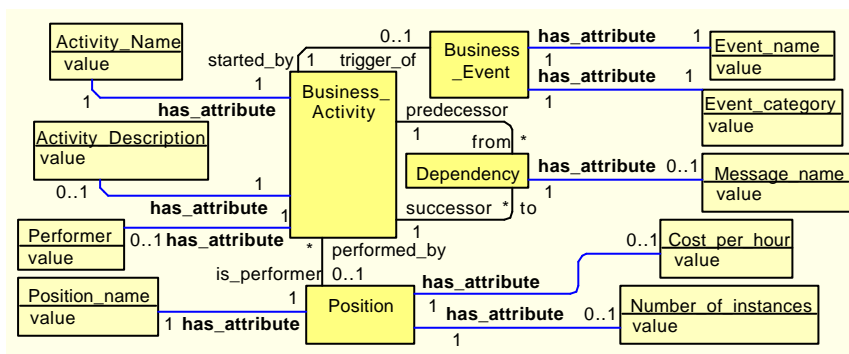 Activity_Name
value
started_by
1
0..1
trigger_of
Business
_Event
has_attribute
1
1
Event_name
value
has_attribute
1
1
Event_category
value
1
1
has_attribute
Business_
Activity
predecessor
1
from *
Activity_Description
value
0..1
1
has_attribute
Dependency
has_attribute
0..1
1
Message_name
value
successor
1
* to
Performer
value
0..1
has_attribute
1
*
performed_by
is_performer
0..1
Position_name
value
1
has_attribute
1
Position
has_attribute
1
0..1
Cost_per_hour
value
has_attribute
1
0..1
Number_of_instances
value